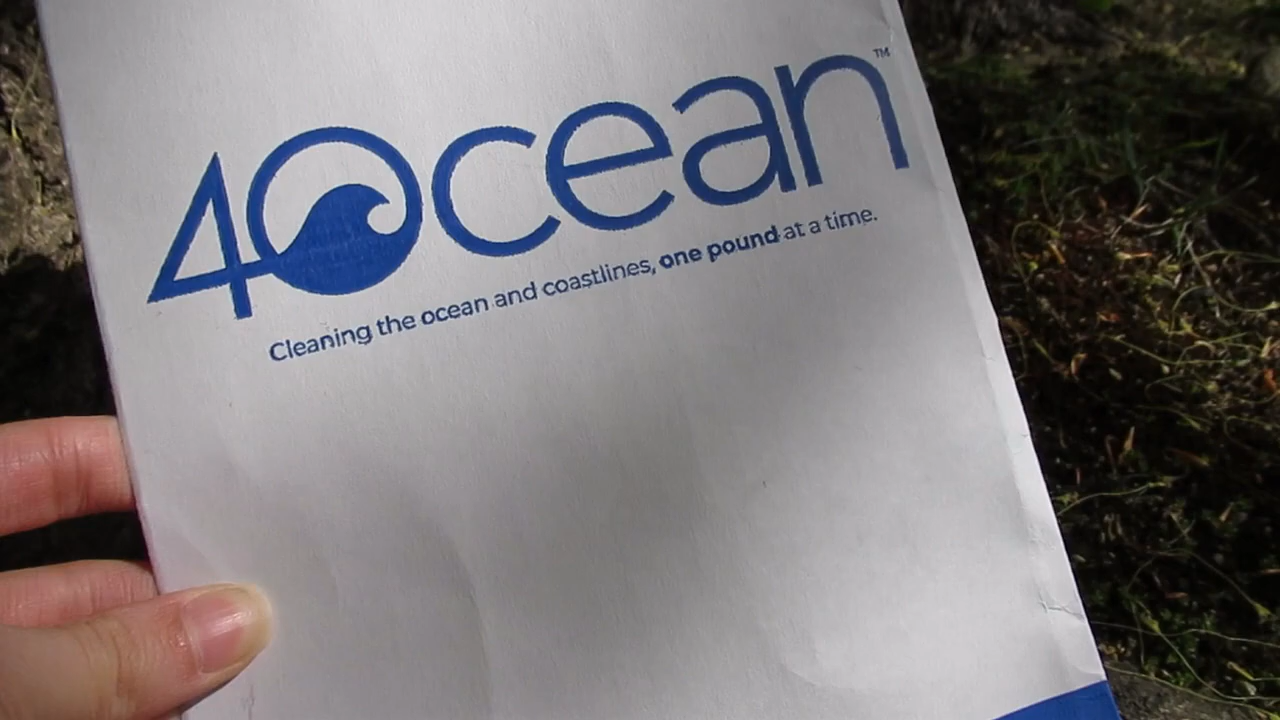 4Ocean™
Cleaning the ocean and coastlines, one pound at a time.